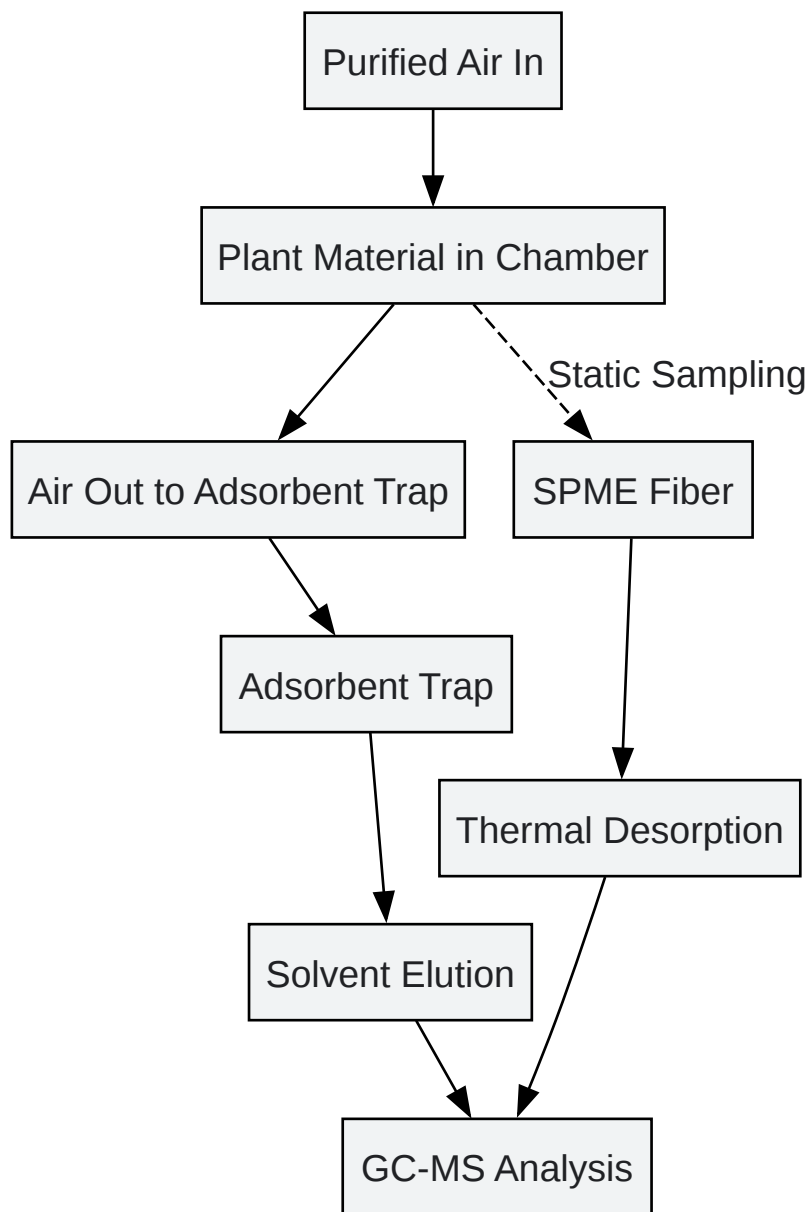 Purified Air In
Plant Material in Chamber
Static Sampling
Air Out to Adsorbent Trap
SPME Fiber
Adsorbent Trap
Thermal Desorption
Solvent Elution
GC-MS Analysis